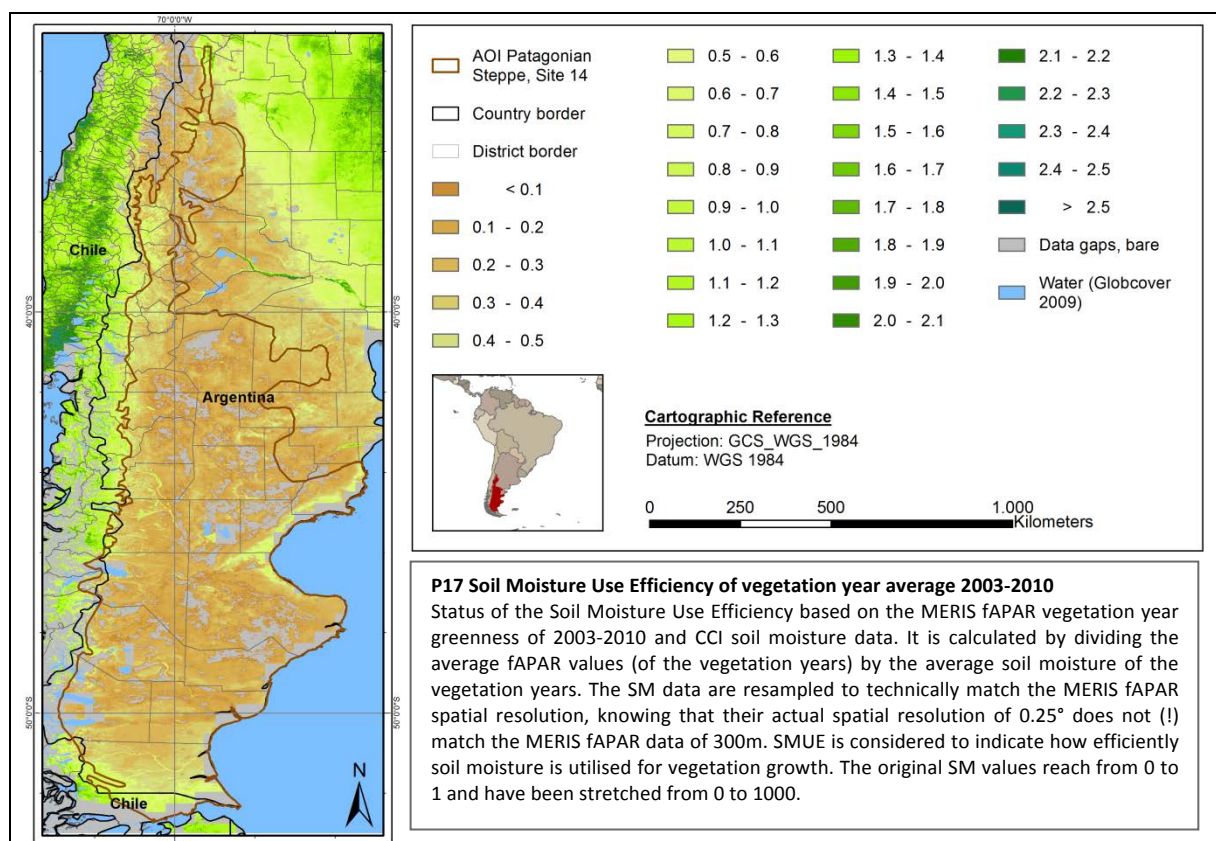 70°0'0"W
40°0'0"S
50°0'0"S
40°0'0"S
50°0'0"S
70°0'0"W
Chile
Argentina
Chile
N
AOI Patagonian
Steppe, Site 14
Country border
District border
< 0.1
0.1 - 0.2
0.2 - 0.3
0.3 - 0.4
0.4 - 0.5
0.5 - 0.6
0.6 - 0.7
0.7 - 0.8
0.8 - 0.9
0.9 - 1.0
1.0 - 1.1
1.1 - 1.2
1.2 - 1.3
1.3 - 1.4
1.4 - 1.5
1.5 - 1.6
1.6 - 1.7
1.7 - 1.8
1.8 - 1.9
1.9 - 2.0
2.0 - 2.1
2.1 - 2.2
2.2 - 2.3
2.3 - 2.4
2.4 - 2.5
> 2.5
Data gaps, bare
Water (Globcover
2009)
Cartographic Reference
Projection: GCS_WGS_1984
Datum: WGS 1984
0 250 500 1.000
Kilometers
P17 Soil Moisture Use Efficiency of vegetation year average 2003-2010
Status of the Soil Moisture Use Efficiency based on the MERIS fAPAR vegetation year
greenness of 2003-2010 and CCI soil moisture data. It is calculated by dividing the
average fAPAR values (of the vegetation years) by the average soil moisture of the
vegetation years. The SM data are resampled to technically match the MERIS fAPAR
spatial resolution, knowing that their actual spatial resolution of 0.25° does not (!)
match the MERIS fAPAR data of 300m. SMUE is considered to indicate how efficiently
soil moisture is utilised for vegetation growth. The original SM values reach from 0 to
1 and have been stretched from 0 to 1000.